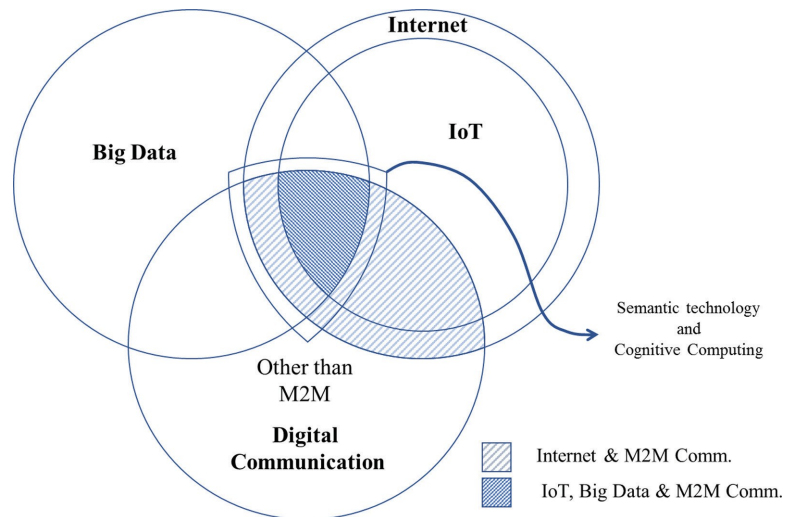 Internet
IoT
Big Data
Semantic technology
and
Cognitive Computing
Other than
M2M
Digital
Communication
Internet & M2M Comm.
IoT, Big Data & M2M Comm.